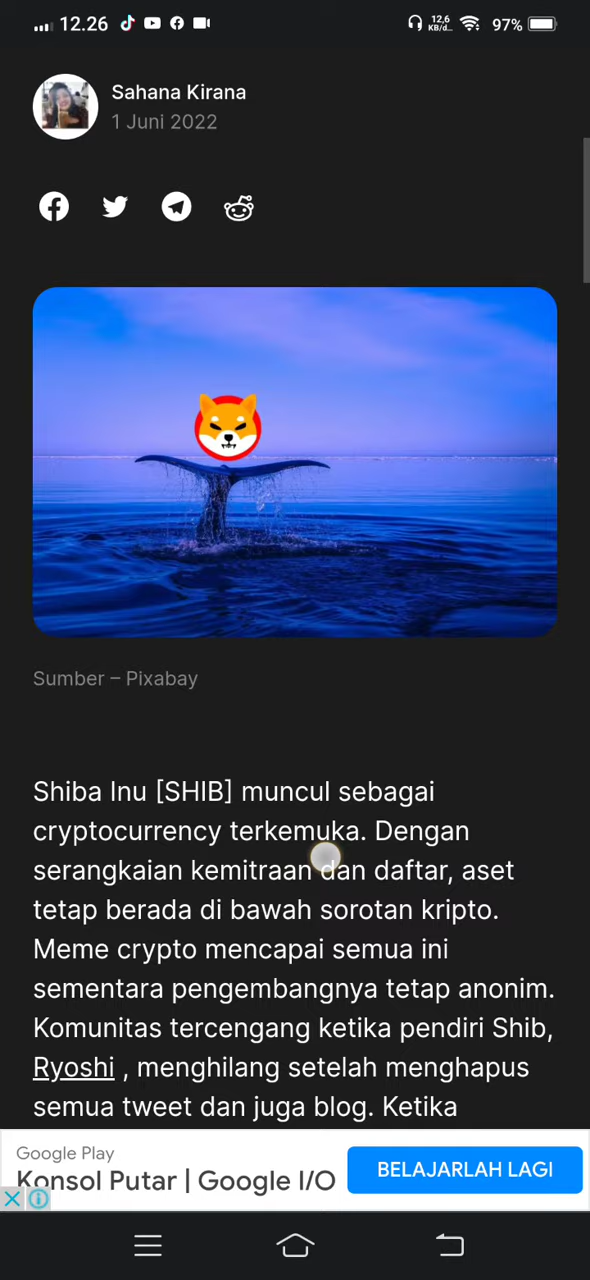 12.26
12,6
KB/d...
97%
Sahana Kirana
1 Juni 2022
Sumber – Pixabay
Shiba Inu [SHIB] muncul sebagai
cryptocurrency terkemuka. Dengan
serangkaian kemitraan dan daftar, aset
tetap berada di bawah sorotan kripto.
Meme crypto mencapai semua ini
sementara pengembangnya tetap anonim.
Komunitas tercengang ketika pendiri Shib,
Ryoshi , menghilang setelah menghapus
semua tweet dan juga blog. Ketika
Google Play
Konsol Putar | Google I/O
BELAJARLAH LAGI